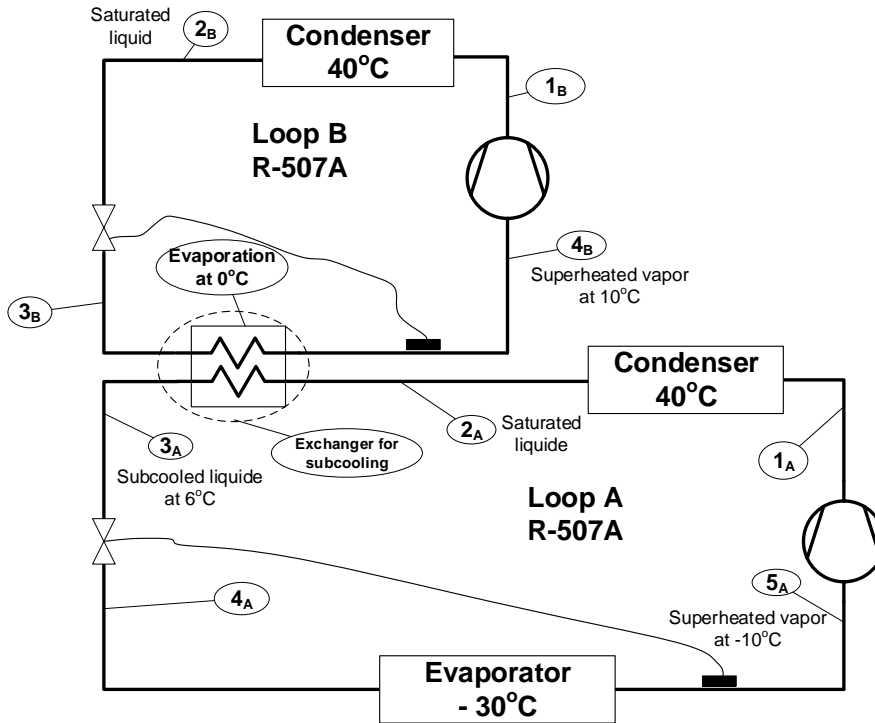 Saturated
liquid
2B
Condenser
40°C
1B
Loop B
R-507A
4B
Superheated vapor
at 10°C
Evaporation
at 0°C
3B
Condenser
40°C
2A
Saturated
liquide
Exchanger for
subcooling
3A
Subcooled liquide
at 6°C
1A
Loop A
R-507A
4A
5A
Superheated vapor
at -10°C
Evaporator
- 30°C